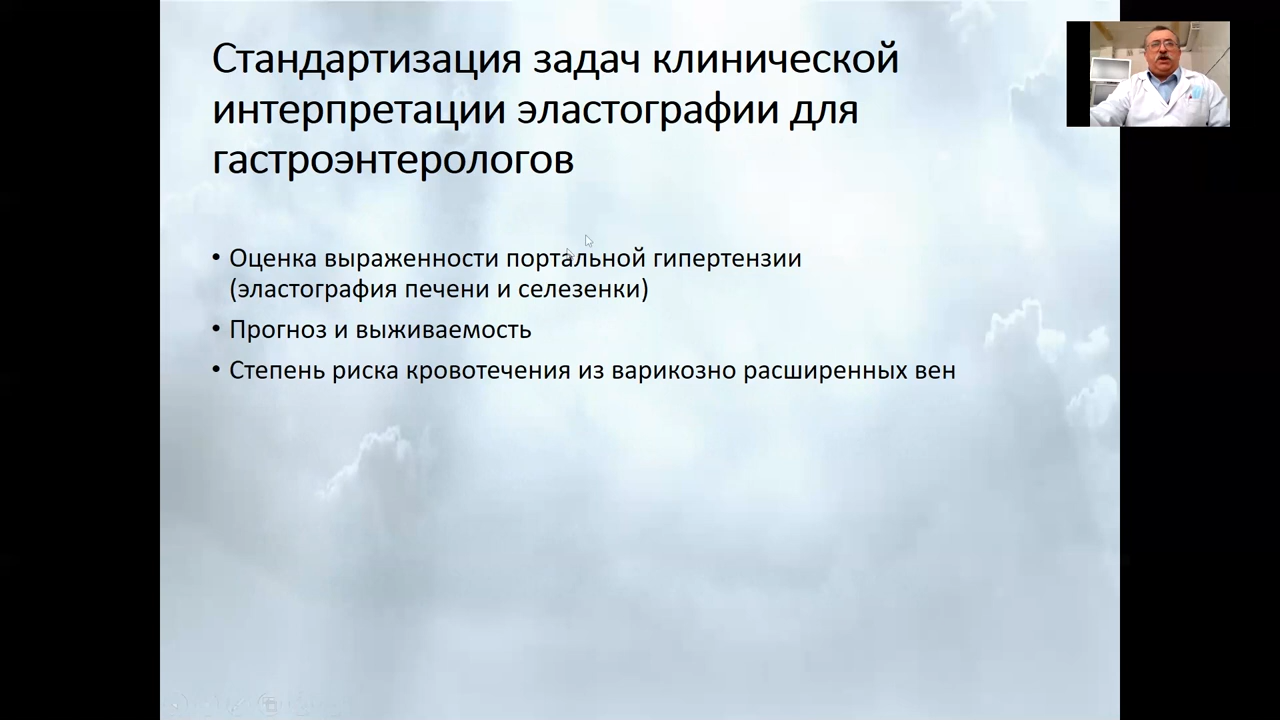 Стандартизация задач клинической
интерпретации эластографии для
гастроэнтерологов
• Оценка выраженности портальной гипертензии
(эластография печени и селезенки)
• Прогноз и выживаемость
• Степень риска кровотечения из варикозно расширенных вен